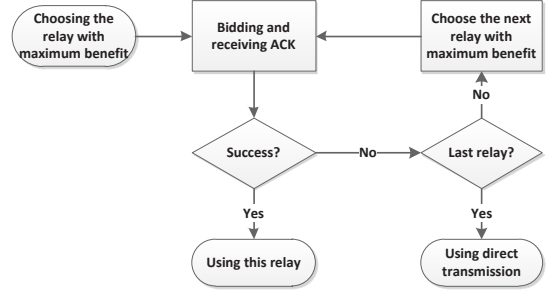 Choosing the
relay with
maximum benefit
Bidding and
receiving ACK
Choose the next
relay with
maximum benefit
No
Success?
No
Last relay?
Yes
Yes
Using this relay
Using direct
transmission